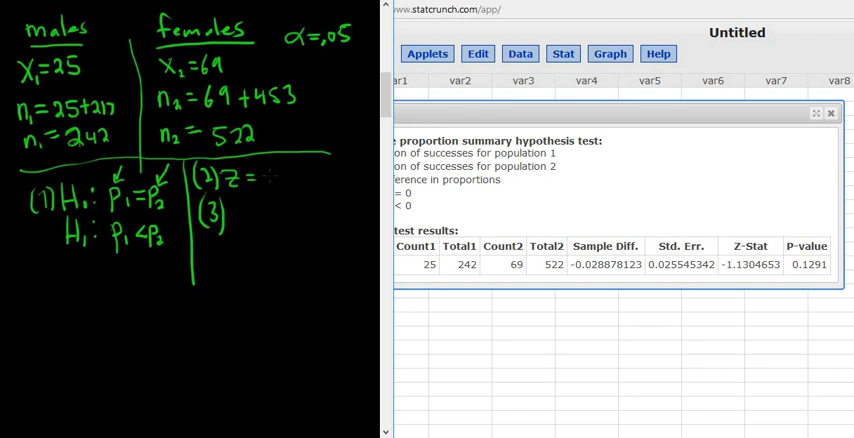 males
females
α=.05
x₁=25
x₂=69
n₁=25+217
n₂=69+453
n₁=242
n₂=522
(1) H₀: p₁=p₂
H₁: p₁<p₂
(2) z = -
(3)
www.statcrunch.com/app/
Untitled
Applets Edit Data Stat Graph Help
ar1 var2 var3 var4 var5 var6 var7 var8
e proportion summary hypothesis test:
on of successes for population 1
on of successes for population 2
ference in proportions
= 0
< 0
test results:
Count1 Total1 Count2 Total2 Sample Diff. Std. Err. Z-Stat P-value
25 242 69 522 -0.028878123 0.025545342 -1.1304653 0.1291